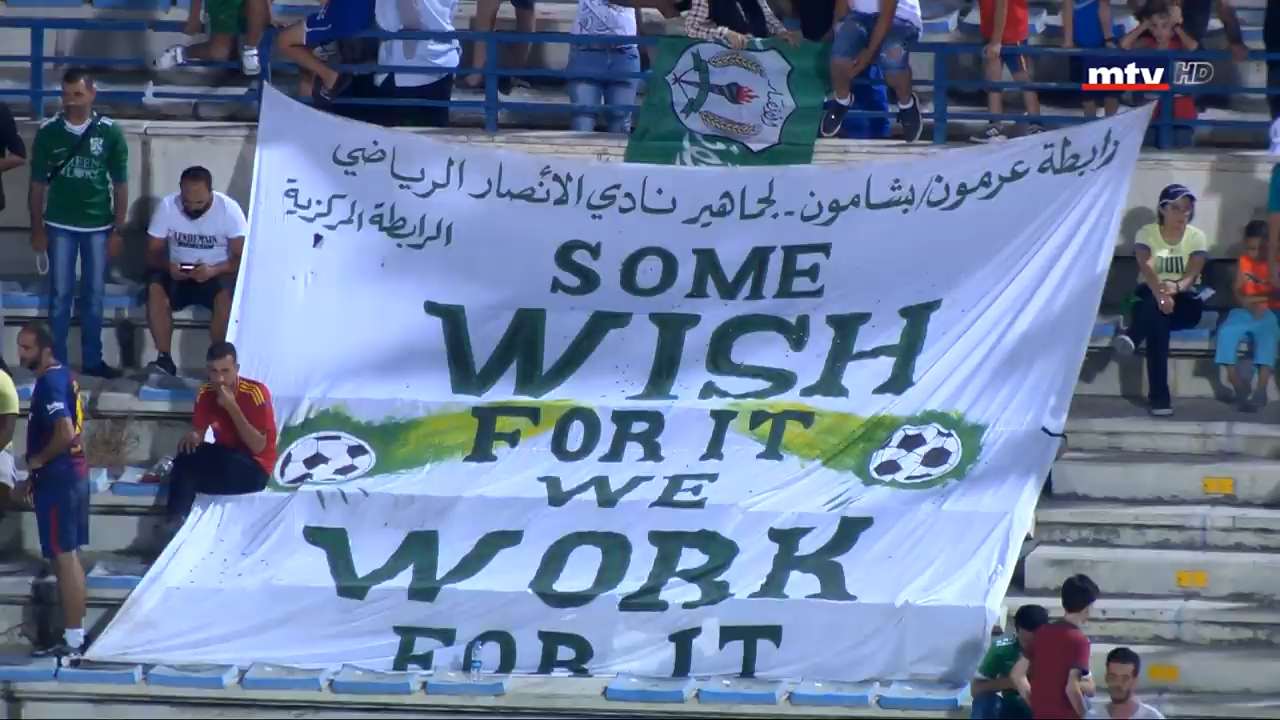 mtv HD
رابطة عرمون/بشامون - لجماهير نادي الأنصار الرياضي
الرابطة المركزية
SOME
WISH
FOR IT
WE
WORK
FOR IT